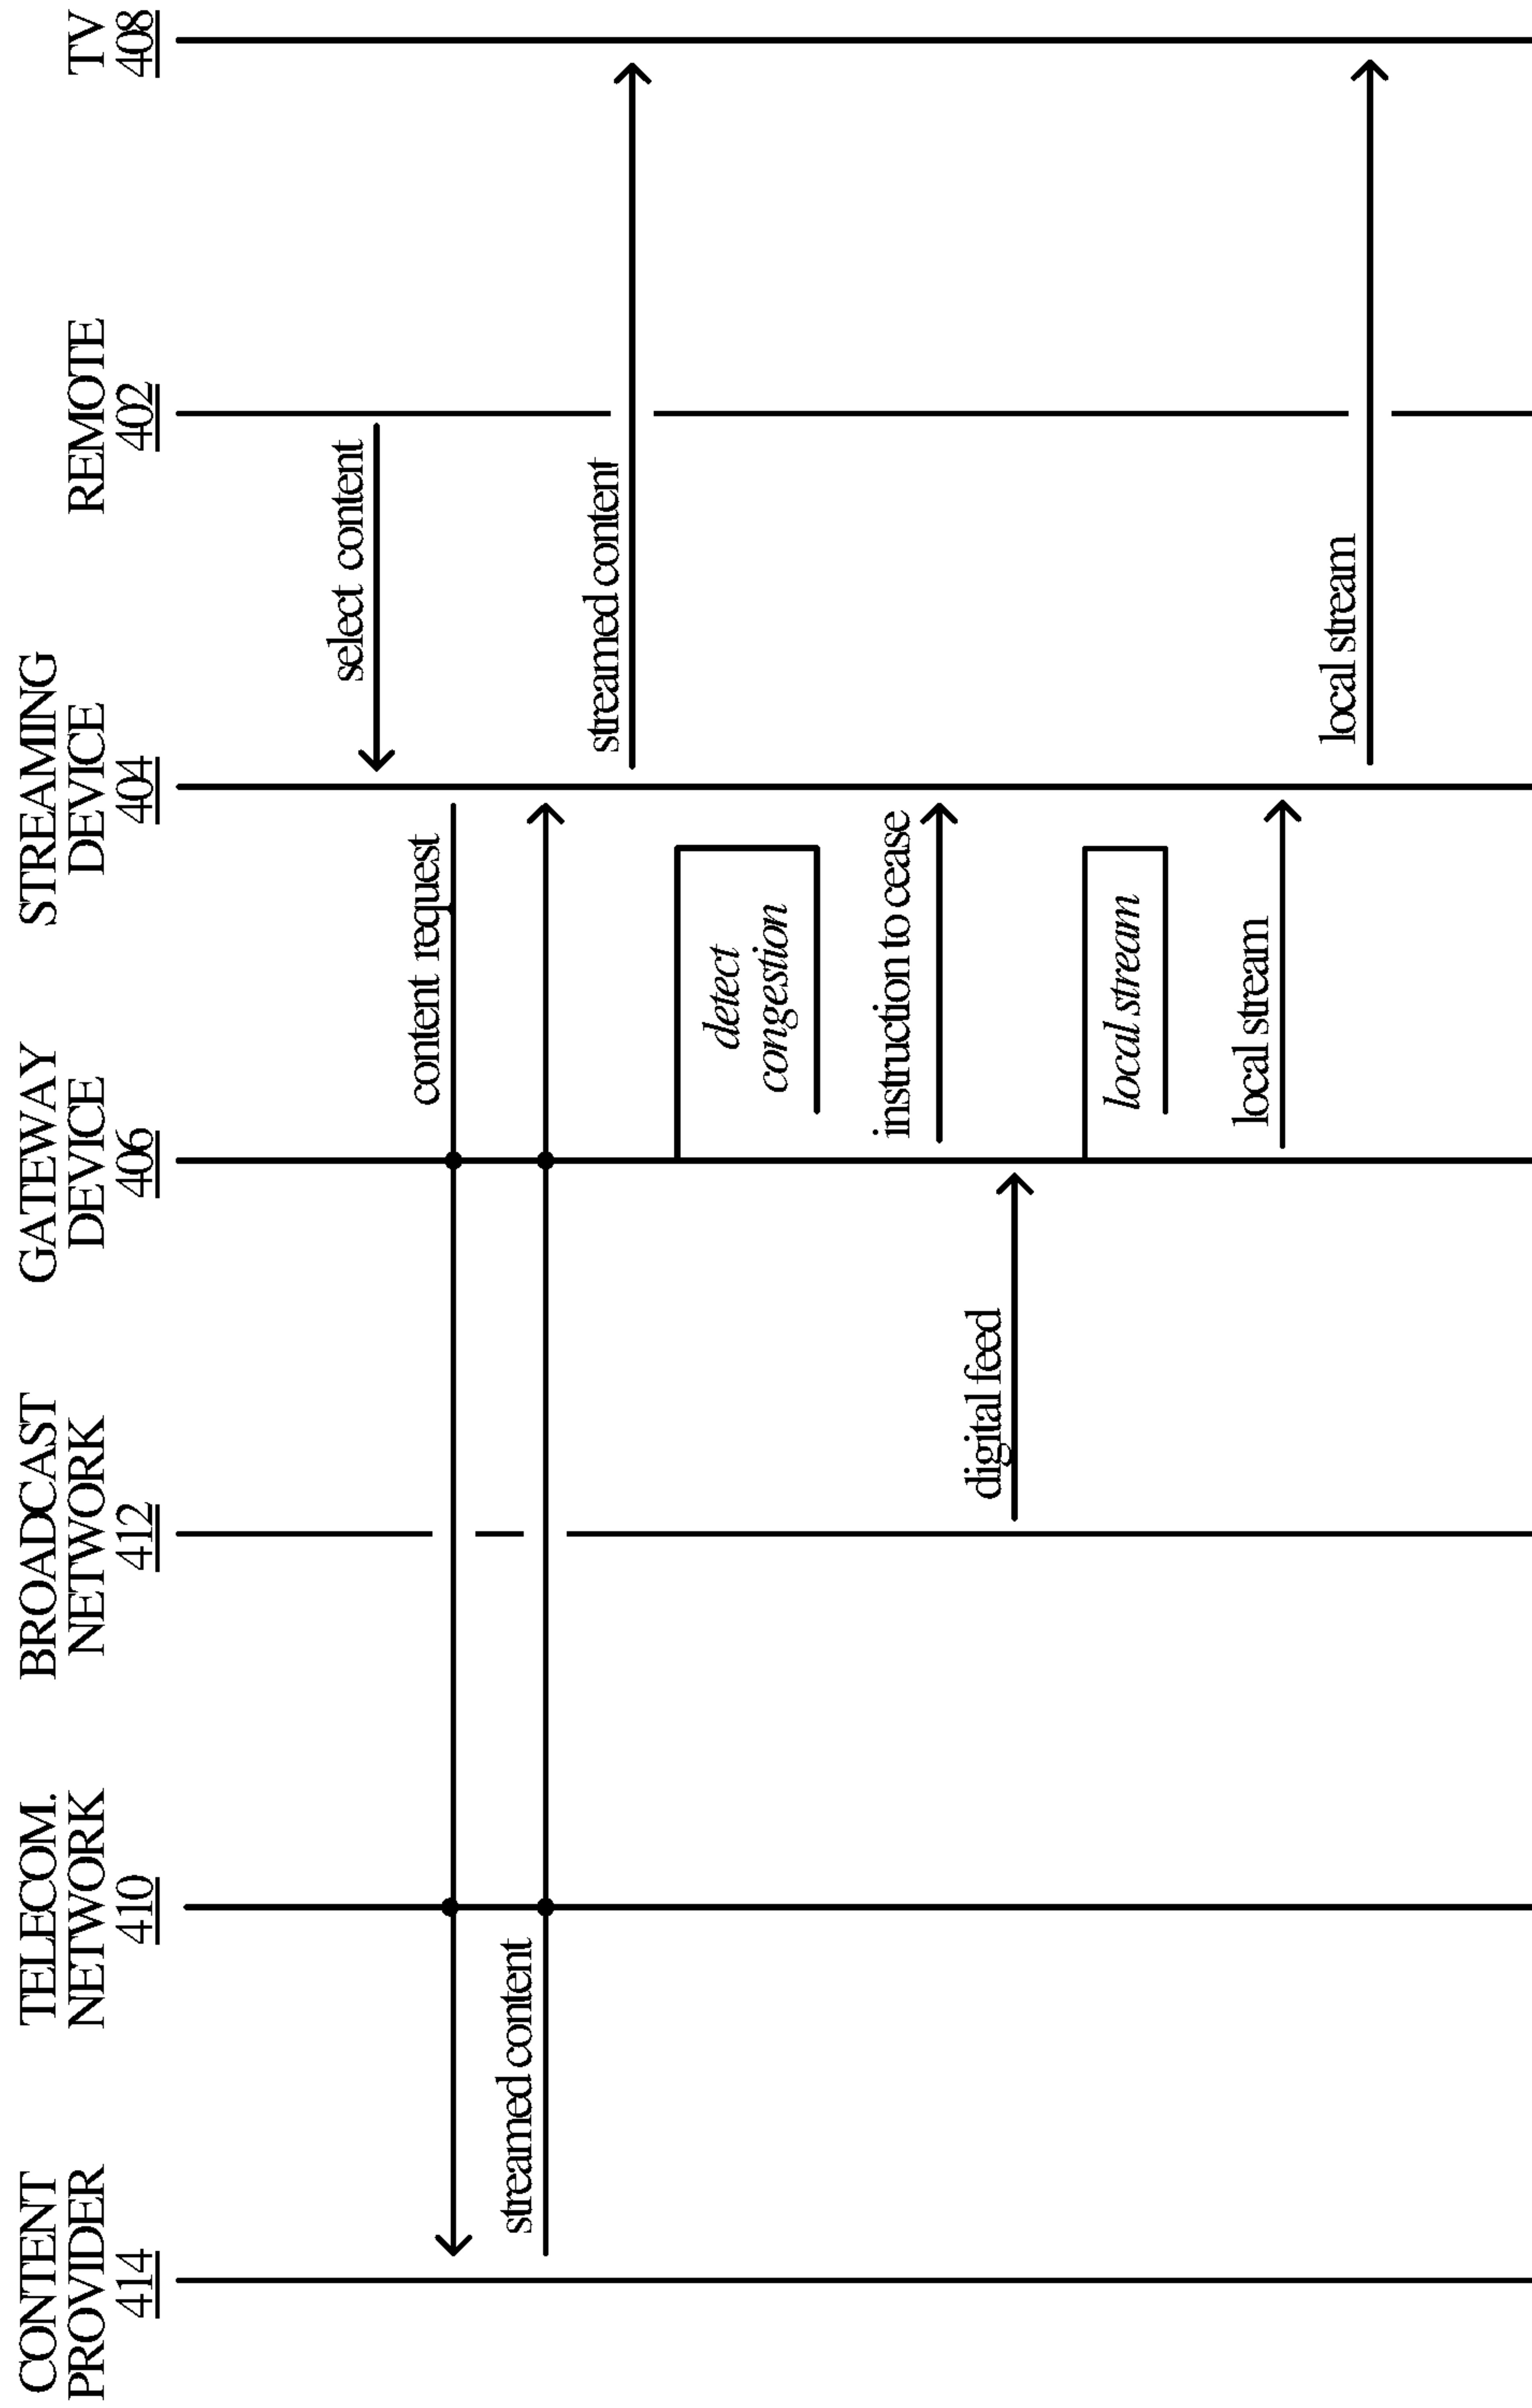 CONTENT
PROVIDER
414
TELECOM.
NETWORK
410
BROADCAST
NETWORK
412
GATEWAY
DEVICE
406
STREAMING
DEVICE
404
REMOTE
402
TV
408
select content
content request
streamed content
streamed content
detect
congestion
instruction to cease
digital feed
local stream
local stream
local stream